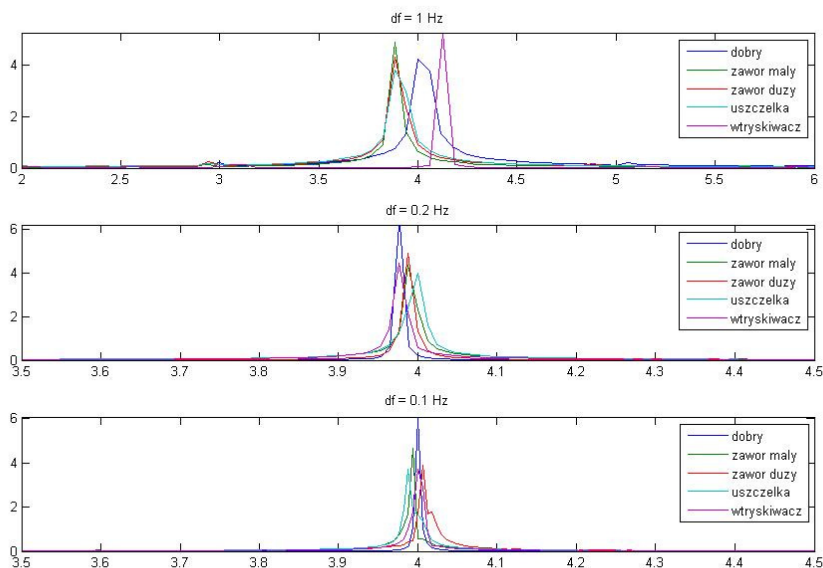 df = 1 Hz
4
2
0
dobry
zawor maly
zawor duzy
uszczelka
wtryskiwacz
2 2.5 3 3.5 4 4.5 5 5.5 6
df = 0.2 Hz
6
4
2
0
dobry
zawor maly
zawor duzy
uszczelka
wtryskiwacz
3.5 3.6 3.7 3.8 3.9 4 4.1 4.2 4.3 4.4 4.5
df = 0.1 Hz
6
4
2
0
dobry
zawor maly
zawor duzy
uszczelka
wtryskiwacz
3.5 3.6 3.7 3.8 3.9 4 4.1 4.2 4.3 4.4 4.5